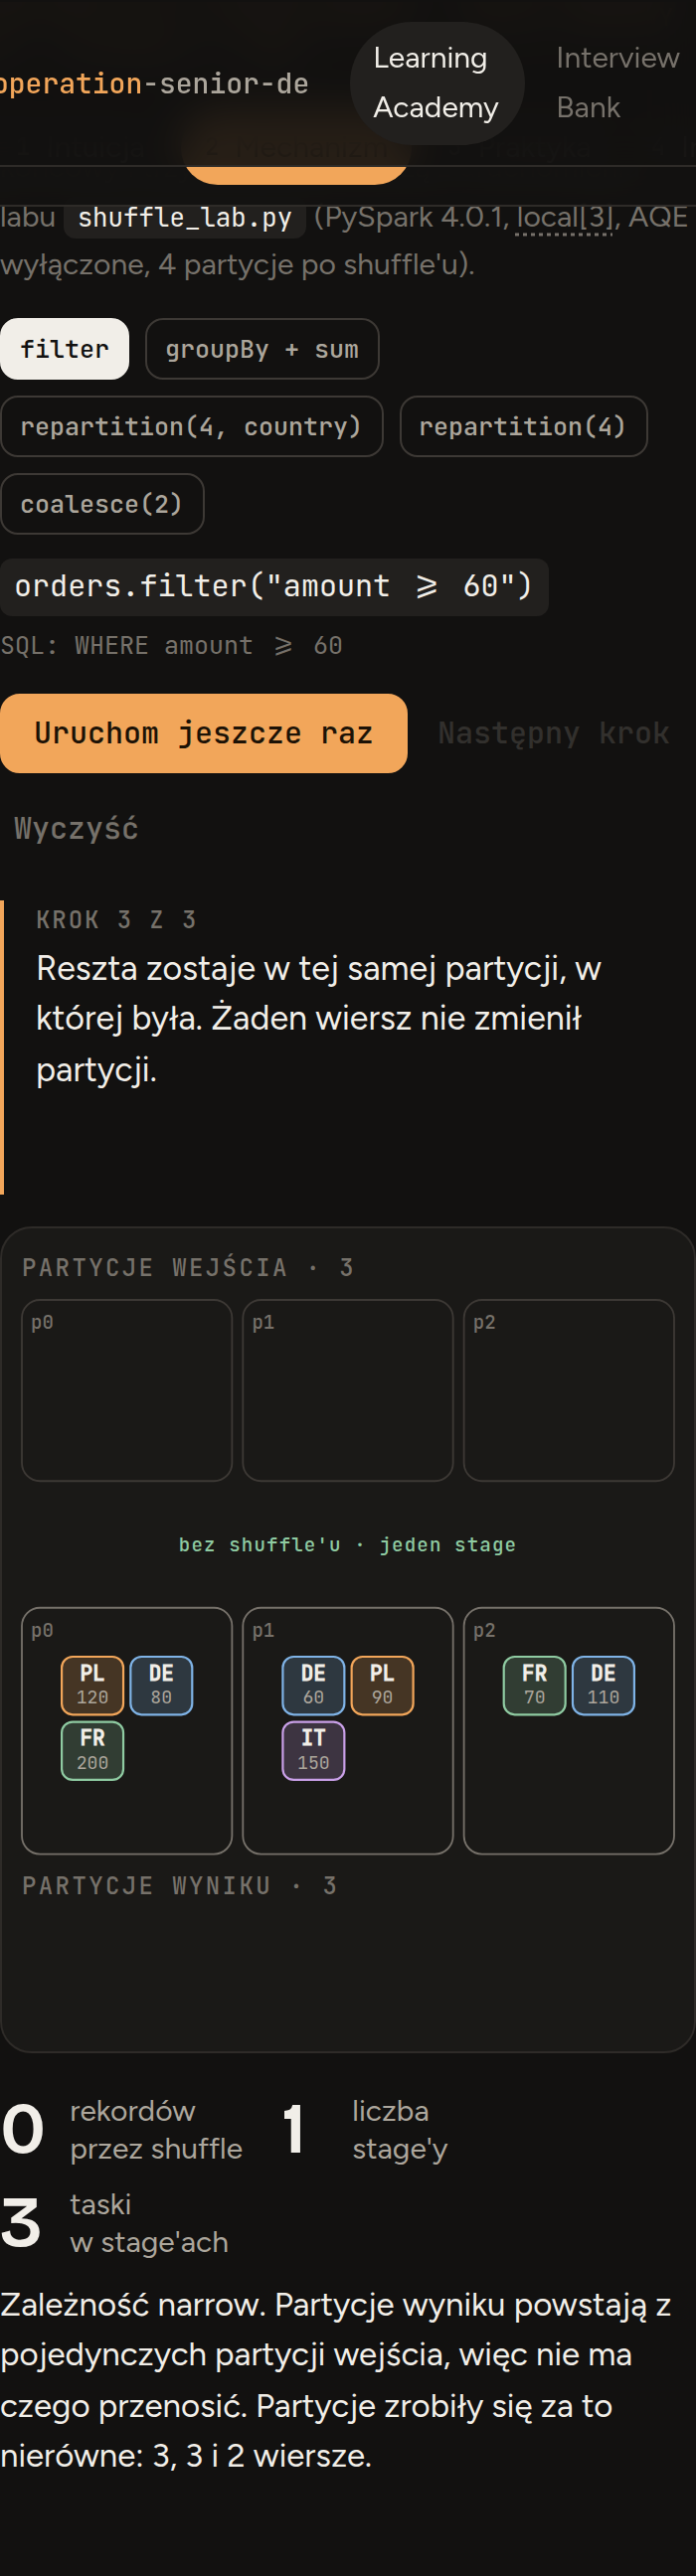 operation-senior-de
Learning
Academy
Interview
Bank
labu shuffle_lab.py (PySpark 4.0.1, local[3], AQE
wyłączone, 4 partycje po shuffle'u).
filter
groupBy + sum
repartition(4, country)
repartition(4)
coalesce(2)
orders.filter("amount ⩾ 60")
SQL: WHERE amount ⩾ 60
Uruchom jeszcze raz
Następny krok
Wyczyść
KROK 3 Z 3
Reszta zostaje w tej samej partycji, w
której była. Żaden wiersz nie zmienił
partycji.
PARTYCJE WEJŚCIA · 3
p0
p1
p2
bez shuffle'u · jeden stage
p0
p1
p2
PL
120
DE
80
DE
60
PL
90
FR
70
DE
110
FR
200
IT
150
PARTYCJE WYNIKU · 3
0 rekordów
przez shuffle
1 liczba
stage'y
3 taski
w stage'ach
Zależność narrow. Partycje wyniku powstają z
pojedynczych partycji wejścia, więc nie ma
czego przenosić. Partycje zrobiły się za to
nierówne: 3, 3 i 2 wiersze.